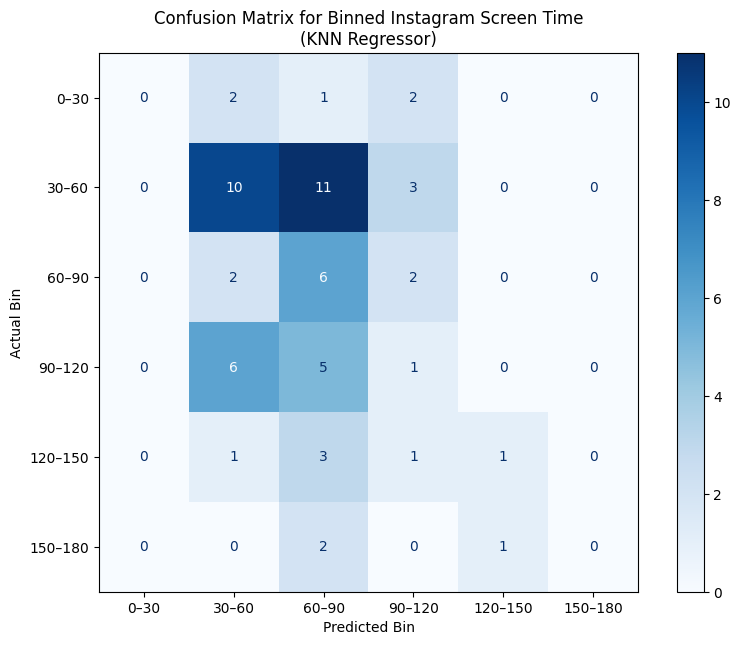 Confusion Matrix for Binned Instagram Screen Time
(KNN Regressor)
0–30 0 2 1 2 0 0
30–60 0 10 11 3 0 0
60–90 0 2 6 2 0 0
90–120 0 6 5 1 0 0
120–150 0 1 3 1 1 0
150–180 0 0 2 0 1 0
0–30 30–60 60–90 90–120 120–150 150–180
Predicted Bin
Actual Bin
10
8
6
4
2
0